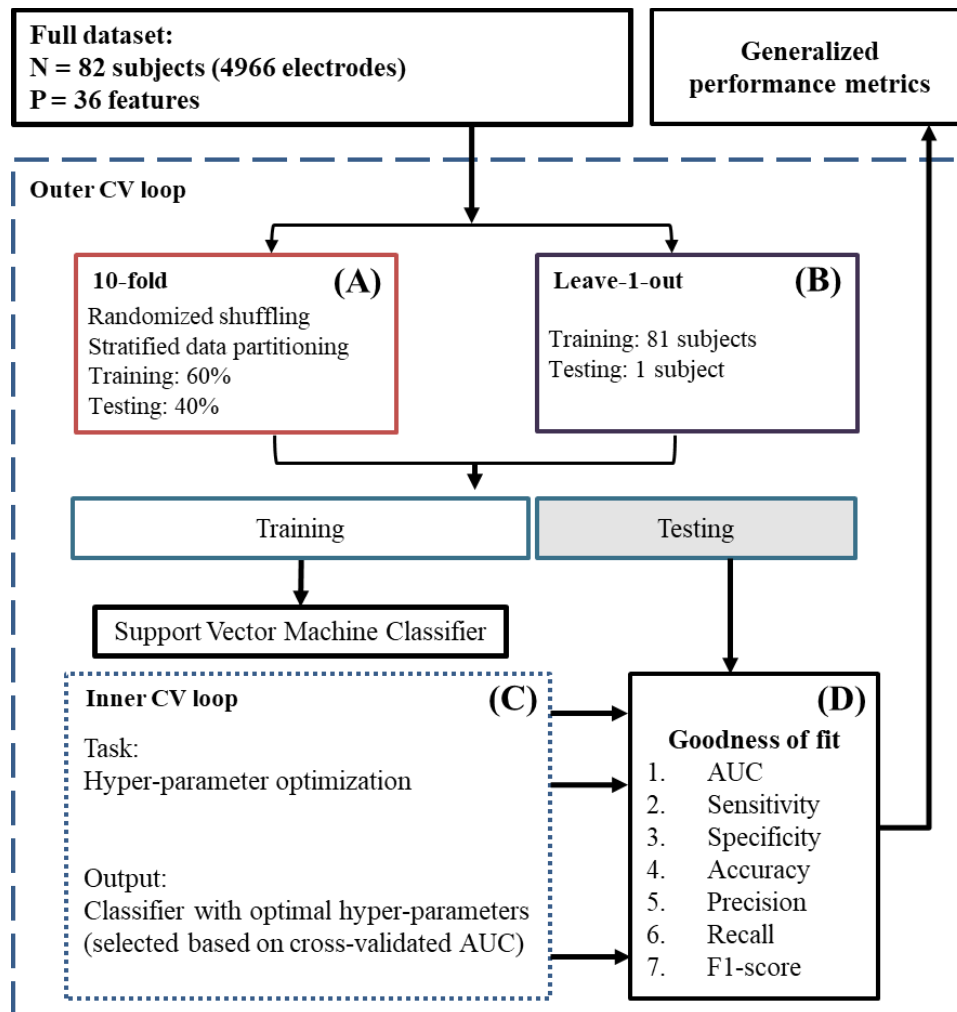 Full dataset:
N = 82 subjects (4966 electrodes)
P = 36 features
Generalized
performance metrics
Outer CV loop
10-fold
(A)
Randomized shuffling
Stratified data partitioning
Training: 60%
Testing: 40%
Leave-1-out
(B)
Training: 81 subjects
Testing: 1 subject
Training
Testing
Support Vector Machine Classifier
Inner CV loop
(C)
Task:
Hyper-parameter optimization
Output:
Classifier with optimal hyper-parameters
(selected based on cross-validated AUC)
(D)
Goodness of fit
1. AUC
2. Sensitivity
3. Specificity
4. Accuracy
5. Precision
6. Recall
7. F1-score